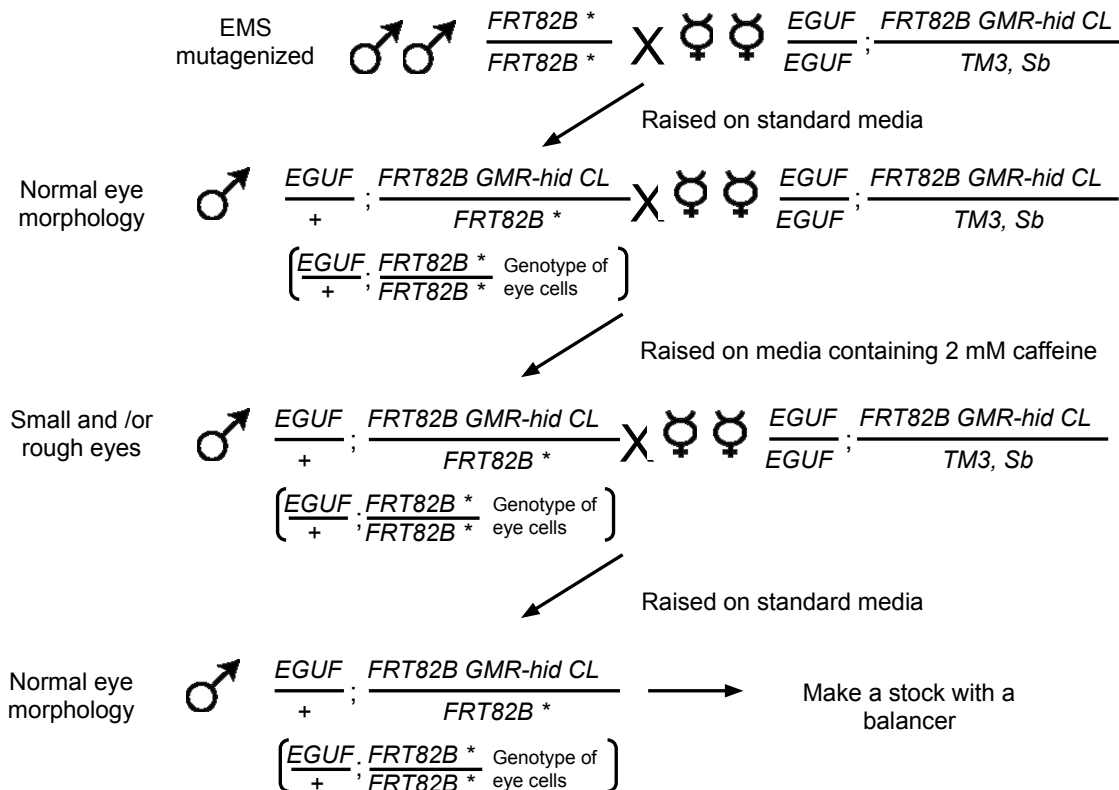 EMS
mutagenized
FRT82B *
FRT82B *
X
EGUF
EGUF
;
FRT82B GMR-hid CL
TM3, Sb
Raised on standard media
Normal eye
morphology
EGUF
+
;
FRT82B GMR-hid CL
FRT82B *
X
EGUF
EGUF
;
FRT82B GMR-hid CL
TM3, Sb
EGUF
+
;
FRT82B *
FRT82B *
Genotype of
eye cells
Raised on media containing 2 mM caffeine
Small and /or
rough eyes
EGUF
+
;
FRT82B GMR-hid CL
FRT82B *
X
EGUF
EGUF
;
FRT82B GMR-hid CL
TM3, Sb
EGUF
+
;
FRT82B *
FRT82B *
Genotype of
eye cells
Raised on standard media
Normal eye
morphology
EGUF
+
;
FRT82B GMR-hid CL
FRT82B *
Make a stock with a
balancer
EGUF
+
;
FRT82B *
FRT82B *
Genotype of
eye cells